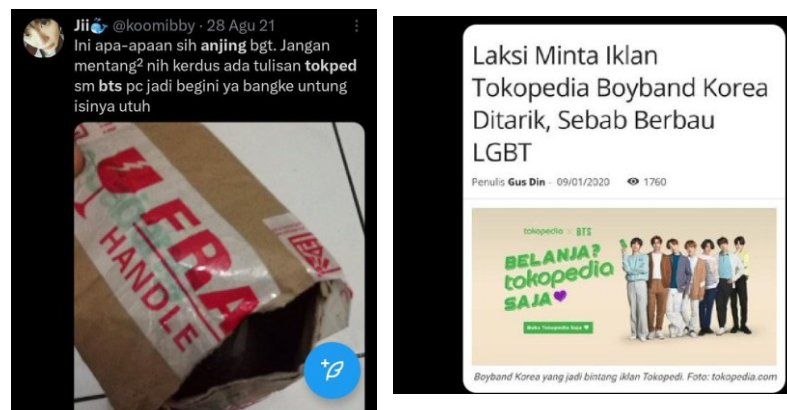 Jii🐳 @koomibby · 28 Agu 21
Ini apa-apaan sih anjing bgt. Jangan
mentang² nih kerdus ada tulisan tokped
sm bts pc jadi begini ya bangke untung
isinya utuh
FRA
HANDLE
Laksi Minta Iklan
Tokopedia Boyband Korea
Ditarik, Sebab Berbau
LGBT
Penulis Gus Din - 09/01/2020 1760
tokopedia × BTS
BELANJA?
tokopedia
SAJA💜
Boyband Korea yang jadi bintang iklan Tokopedi. Foto: tokopedia.com